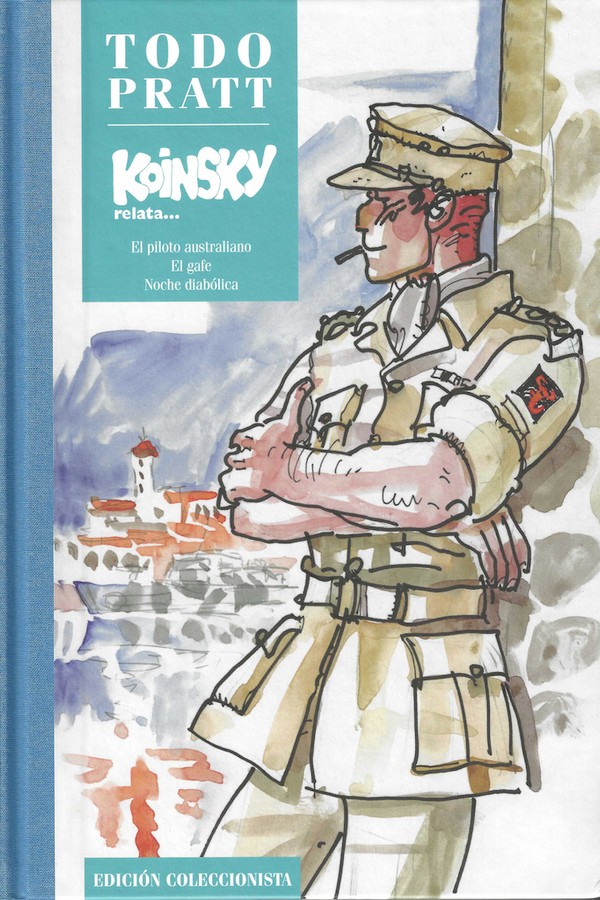 TODO
PRATT
KOINSKY
relata...
El piloto australiano
El gafe
Noche diabólica
EDICIÓN COLECCIONISTA